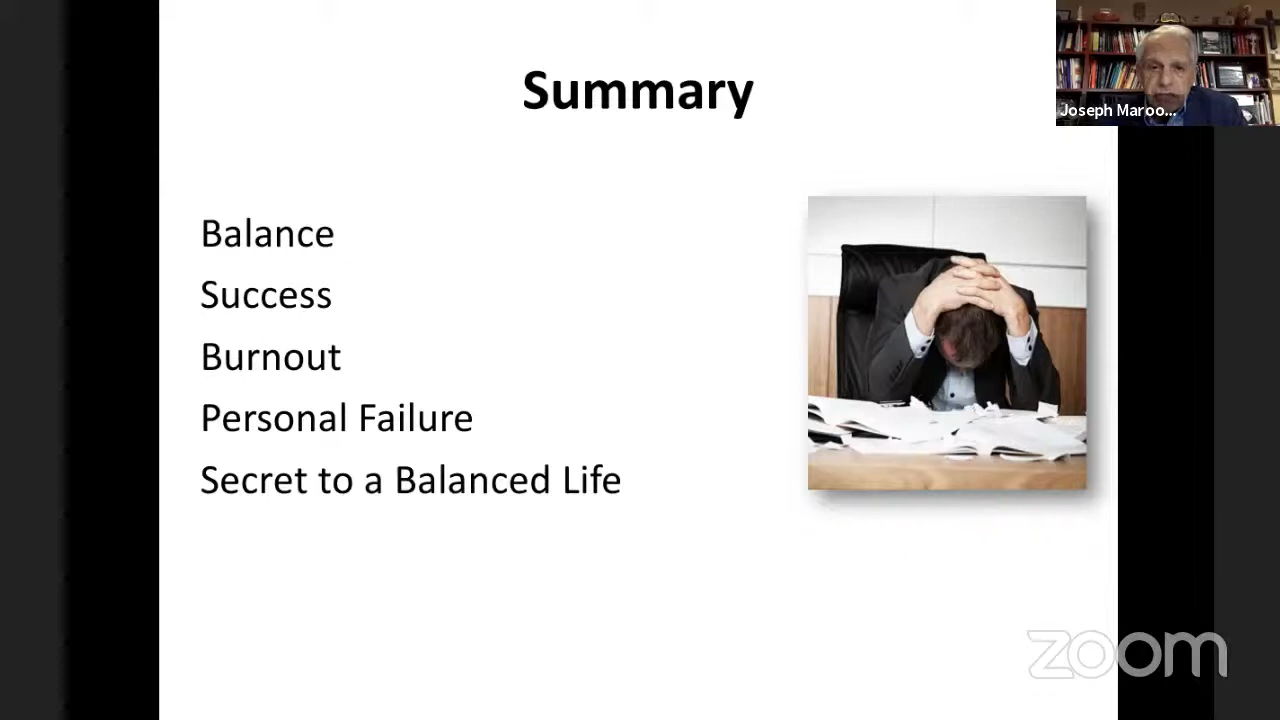 Summary
Joseph Maroo...
Balance
Success
Burnout
Personal Failure
Secret to a Balanced Life
zoom